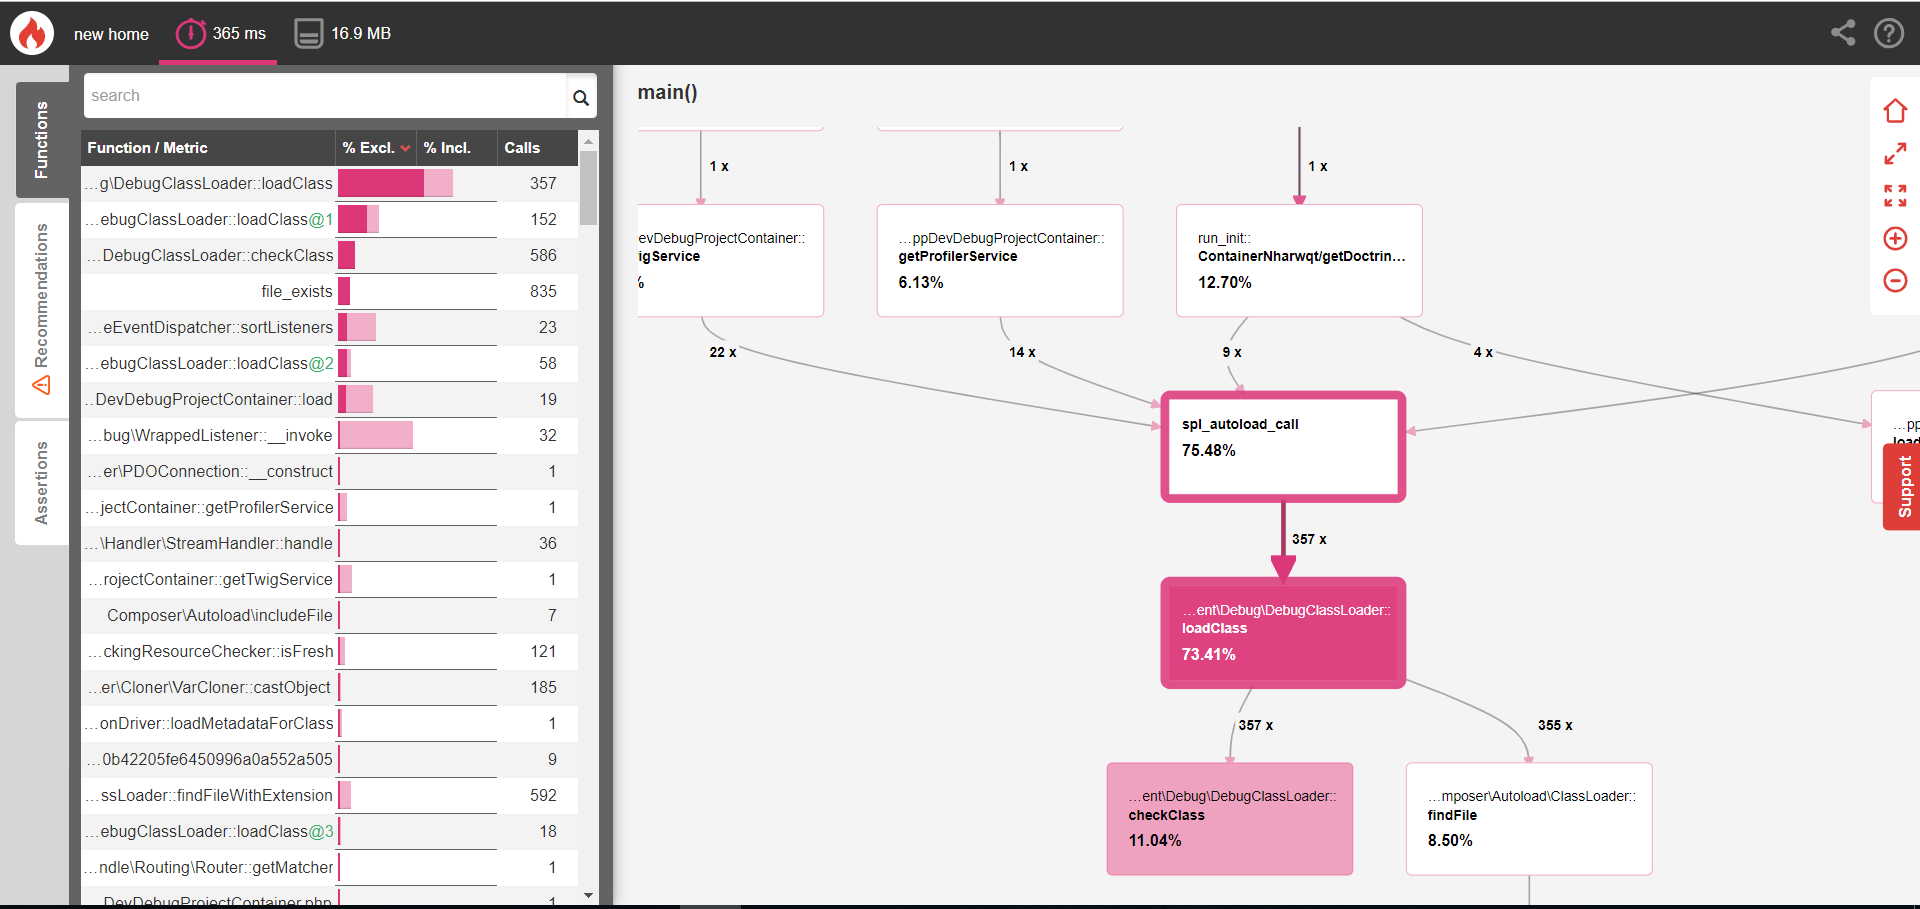 new home
365 ms
16.9 MB
Functions
Recommendations
Assertions
search
Function / Metric % Excl. % Incl. Calls
...g\DebugClassLoader::loadClass 357
...ebugClassLoader::loadClass@1 152
...DebugClassLoader::checkClass 586
file_exists 835
...eEventDispatcher::sortListeners 23
...ebugClassLoader::loadClass@2 58
...DevDebugProjectContainer::load 19
...bug\WrappedListener::__invoke 32
...er\PDOConnection::__construct 1
...jectContainer::getProfilerService 1
...\Handler\StreamHandler::handle 36
...rojectContainer::getTwigService 1
Composer\Autoload\includeFile 7
...ckingResourceChecker::isFresh 121
...er\Cloner\VarCloner::castObject 185
...onDriver::loadMetadataForClass 1
...0b42205fe6450996a0a552a505 9
...ssLoader::findFileWithExtension 592
...ebugClassLoader::loadClass@3 18
...ndle\Routing\Router::getMatcher 1
...DevDebugProjectContainer.php 1
main()
1 x
1 x
1 x
evDebugProjectContainer::
igService
%
...ppDevDebugProjectContainer::
getProfilerService
6.13%
run_init::
ContainerNharwqt/getDoctrin...
12.70%
22 x
14 x
9 x
4 x
spl_autoload_call
75.48%
...pp
load
357 x
...ent\Debug\DebugClassLoader::
loadClass
73.41%
357 x
355 x
...ent\Debug\DebugClassLoader::
checkClass
11.04%
...mposer\Autoload\ClassLoader::
findFile
8.50%
Support